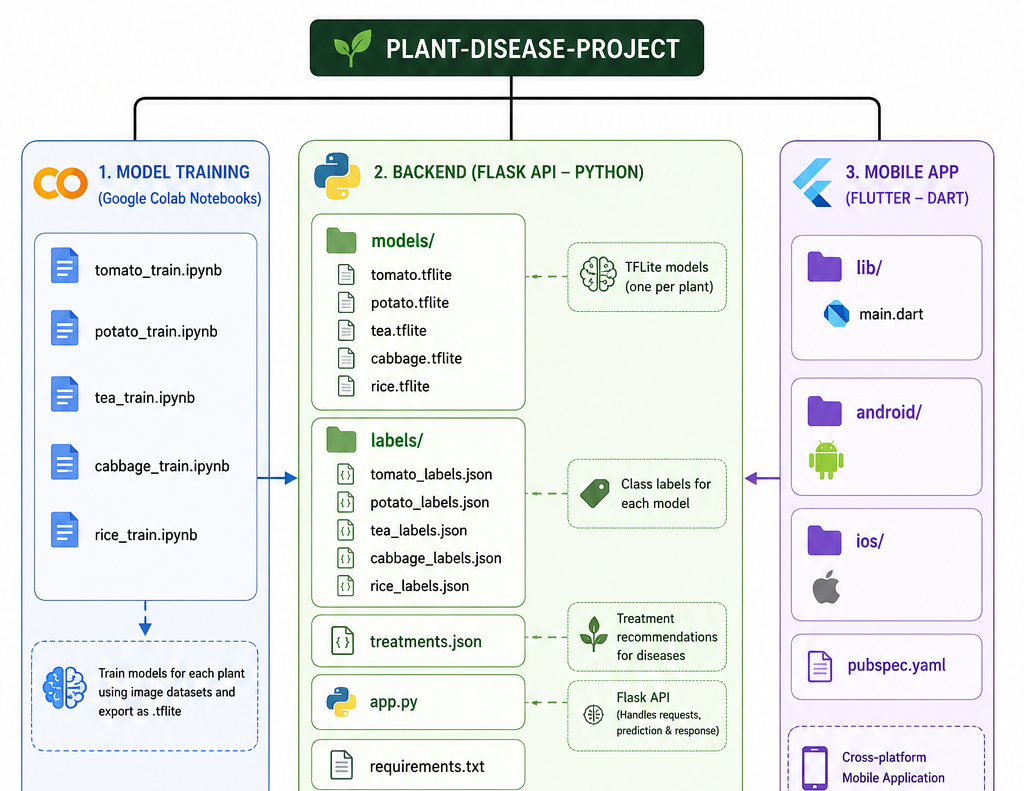 PLANT-DISEASE-PROJECT
1. MODEL TRAINING
(Google Colab Notebooks)
tomato_train.ipynb
potato_train.ipynb
tea_train.ipynb
cabbage_train.ipynb
rice_train.ipynb
Train models for each plant
using image datasets and
export as .tflite
2. BACKEND (FLASK API – PYTHON)
models/
tomato.tflite
potato.tflite
tea.tflite
cabbage.tflite
rice.tflite
TFLite models
(one per plant)
labels/
tomato_labels.json
potato_labels.json
tea_labels.json
cabbage_labels.json
rice_labels.json
Class labels for
each model
treatments.json
Treatment
recommendations
for diseases
app.py
Flask API
(Handles requests,
prediction & response)
requirements.txt
3. MOBILE APP
(FLUTTER – DART)
lib/
main.dart
android/
ios/
pubspec.yaml
Cross-platform
Mobile Application